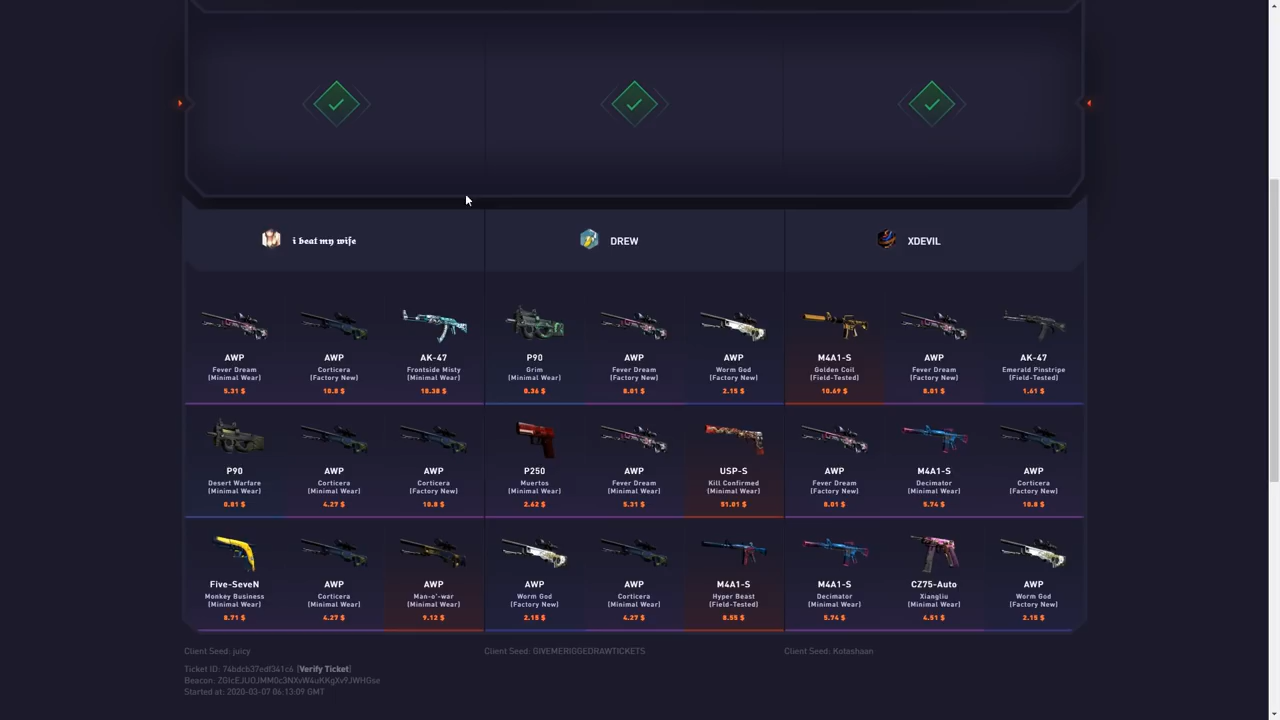 𝖎 𝖇𝖊𝖆𝖙 𝖒𝖞 𝖜𝖎𝖋𝖊 DREW XDEVIL
AWP AWP AK-47 P90 AWP AWP M4A1-S AWP AK-47
Fever Dream Corticera Frontside Misty Grim Fever Dream Worm God Golden Coil Fever Dream Emerald Pinstripe
(Minimal Wear) (Factory New) (Minimal Wear) (Minimal Wear) (Factory New) (Factory New) (Field-Tested) (Factory New) (Field-Tested)
5.31 $ 10.8 $ 18.38 $ 0.36 $ 8.01 $ 2.15 $ 10.69 $ 8.01 $ 1.61 $
P90 AWP AWP P250 AWP USP-S AWP M4A1-S AWP
Desert Warfare Corticera Corticera Muertos Fever Dream Kill Confirmed Fever Dream Decimator Corticera
(Minimal Wear) (Minimal Wear) (Factory New) (Minimal Wear) (Minimal Wear) (Minimal Wear) (Factory New) (Minimal Wear) (Factory New)
0.81 $ 4.27 $ 10.8 $ 2.62 $ 5.31 $ 51.01 $ 8.01 $ 5.74 $ 10.8 $
Five-SeveN AWP AWP AWP AWP M4A1-S M4A1-S CZ75-Auto AWP
Monkey Business Corticera Man-o'-war Worm God Corticera Hyper Beast Decimator Xiangliu Worm God
(Minimal Wear) (Minimal Wear) (Minimal Wear) (Factory New) (Minimal Wear) (Field-Tested) (Minimal Wear) (Minimal Wear) (Factory New)
8.71 $ 4.27 $ 9.12 $ 2.15 $ 4.27 $ 8.55 $ 5.74 $ 4.51 $ 2.15 $
Client Seed: juicy Client Seed: GIVEMERIGGEDRAWTICKETS Client Seed: Kotashaan
Ticket ID: 74bdcb37edf341c6 [Verify Ticket]
Beacon:
Started at: 2020-03-07 06:13:09 GMT